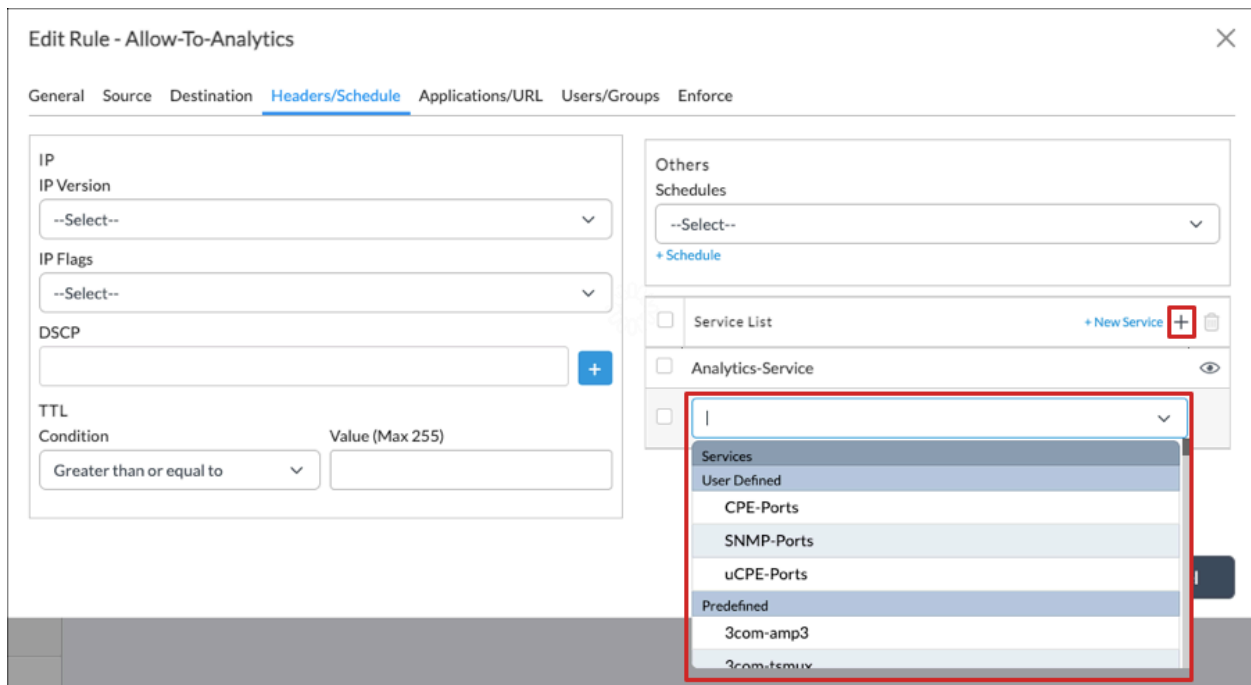 Edit Rule - Allow-To-Analytics
General Source Destination Headers/Schedule Applications/URL Users/Groups Enforce
IP
IP Version
--Select--
IP Flags
--Select--
DSCP
+
TTL
Condition Value (Max 255)
Greater than or equal to
Others
Schedules
--Select--
+ Schedule
Service List + New Service +
Analytics-Service
Services
User Defined
CPE-Ports
SNMP-Ports
uCPE-Ports
Predefined
3com-amp3
3com-tsmux